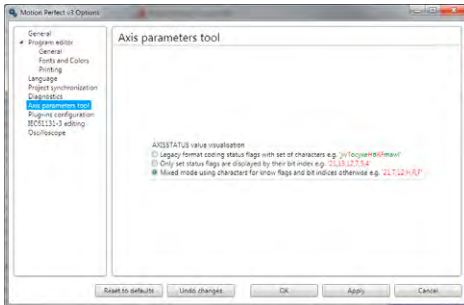 Motion Perfect v3 Options
General
Program editor
General
Fonts and Colors
Printing
Language
Project synchronization
Diagnostics
Axis parameters tool
Plug-ins configuration
IEC61131-3 editing
Oscilloscope
Axis parameters tool
AXISSTATUS value visualisation
Legacy format coding status flags with set of characters e.g.
Only set status flags are displayed by their bit index e.g.
Mixed mode using characters for know flags and bit indices otherwise e.g.
Reset to defaults
Undo changes
OK
Apply
Cancel